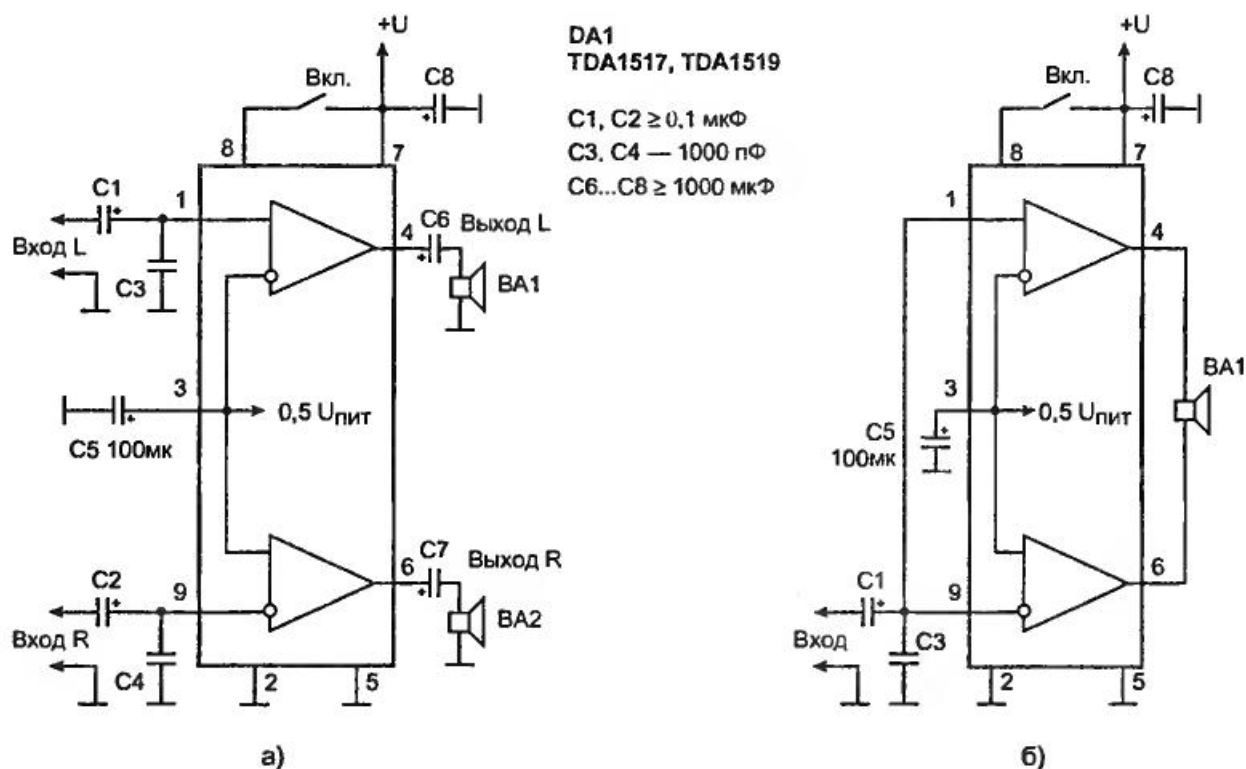 +U
Вкл.
C8
+
8
7
C1
+
1
Вход L
C3
4
C6
+
Выход L
BA1
3
+
C5 100мк
0,5 Uпит
C2
+
9
Вход R
C4
6
C7
+
Выход R
BA2
2
5
а)
DA1
TDA1517, TDA1519
C1, C2 ≥ 0,1 мкФ
C3. C4 — 1000 пФ
C6...C8 ≥ 1000 мкФ
+U
Вкл.
C8
+
8
7
1
4
3
+
C5
100мк
0,5 Uпит
BA1
C1
+
9
Вход
C3
6
2
5
б)